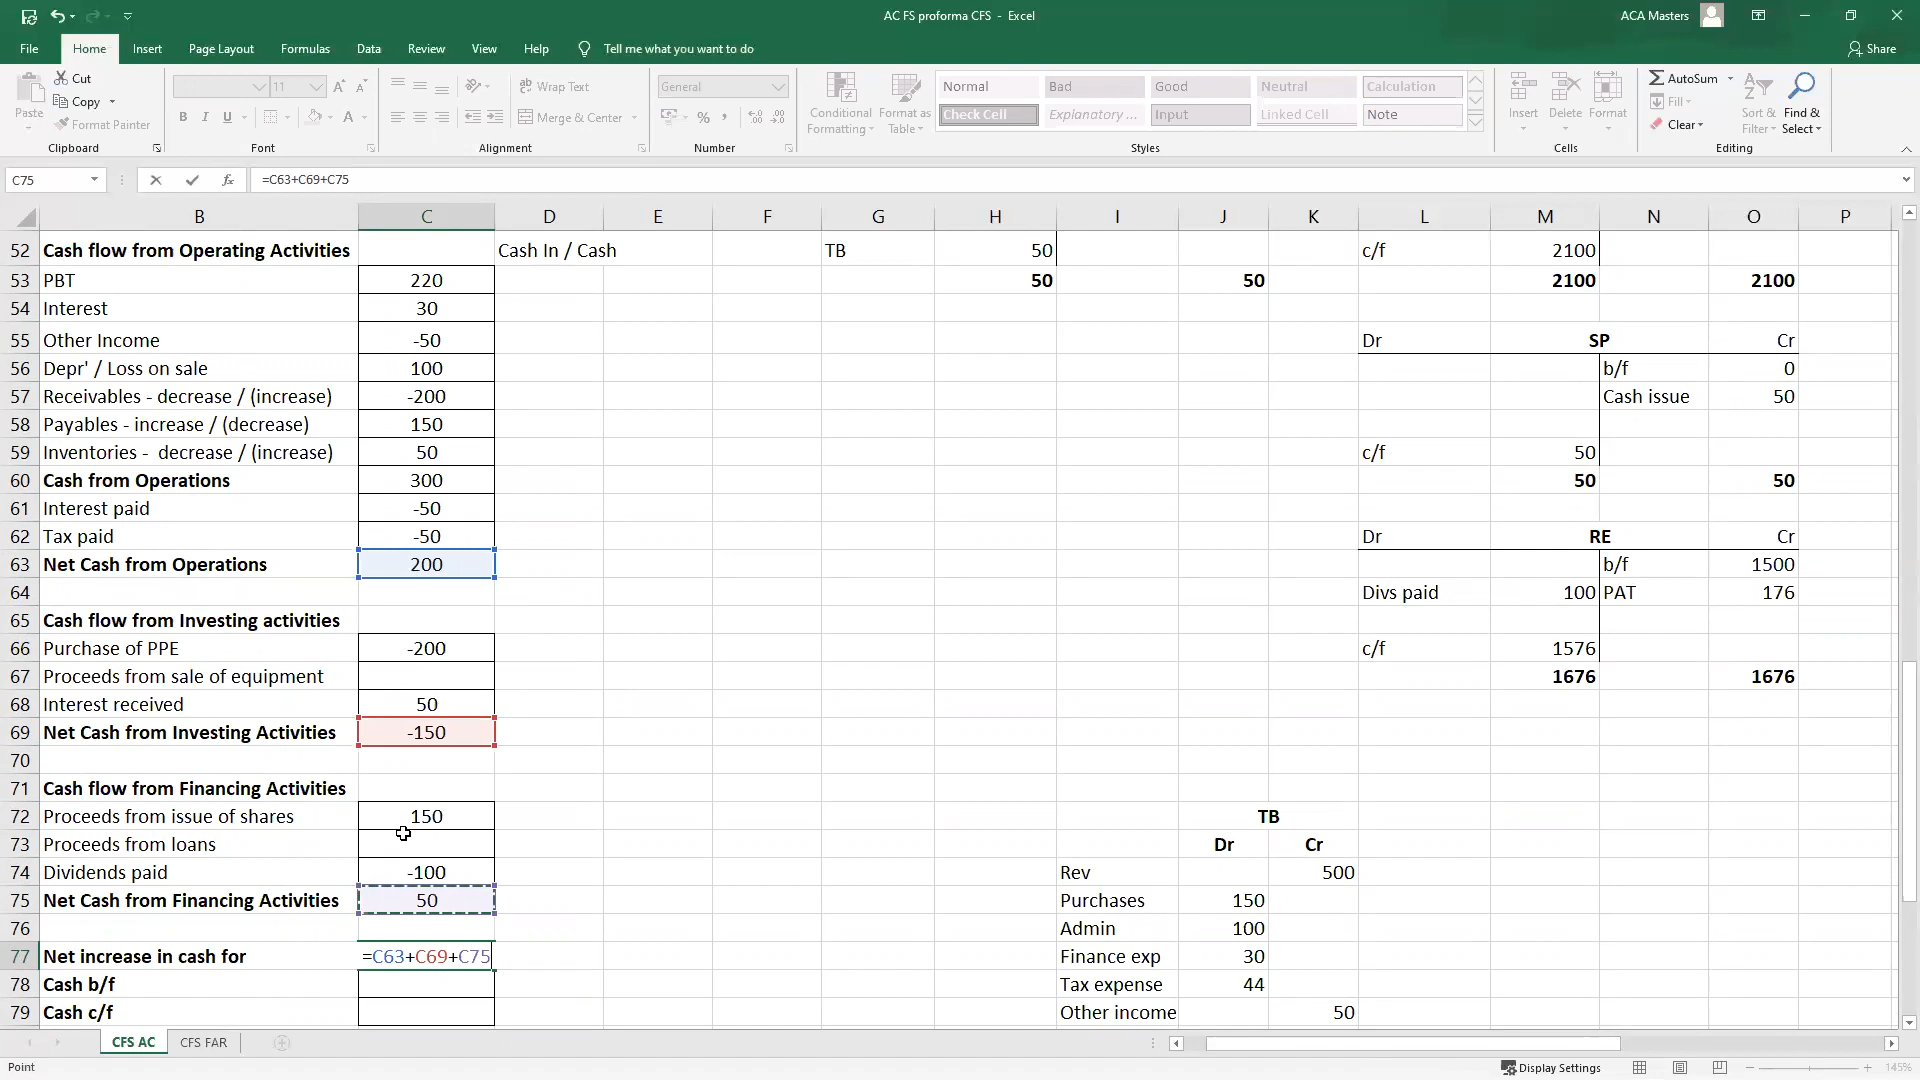 AC FS proforma CFS - Excel
ACA Masters
File Home Insert Page Layout Formulas Data Review View Help Tell me what you want to do Share
Paste Cut Copy Format Painter Clipboard
11 B I U A A A Font
Wrap Text Merge & Center Alignment
General % , Number
Conditional Formatting Format as Table
Normal Bad Good Neutral Calculation
Check Cell Explanatory ... Input Linked Cell Note
Styles
Insert Delete Format Cells
AutoSum Fill Clear Sort & Filter Find & Select Editing
C75 fx =C63+C69+C75
B C D E F G H I J K L M N O P
52 Cash flow from Operating Activities Cash In / Cash TB 50 c/f 2100
53 PBT 220 50 50 2100 2100
54 Interest 30
55 Other Income -50 Dr SP Cr
56 Depr' / Loss on sale 100 b/f 0
57 Receivables - decrease / (increase) -200 Cash issue 50
58 Payables - increase / (decrease) 150
59 Inventories - decrease / (increase) 50 c/f 50
60 Cash from Operations 300 50 50
61 Interest paid -50
62 Tax paid -50 Dr RE Cr
63 Net Cash from Operations 200 b/f 1500
64 Divs paid 100 PAT 176
65 Cash flow from Investing activities
66 Purchase of PPE -200 c/f 1576
67 Proceeds from sale of equipment 1676 1676
68 Interest received 50
69 Net Cash from Investing Activities -150
70
71 Cash flow from Financing Activities
72 Proceeds from issue of shares 150 TB
73 Proceeds from loans Dr Cr
74 Dividends paid -100 Rev 500
75 Net Cash from Financing Activities 50 Purchases 150
76 Admin 100
77 Net increase in cash for =C63+C69+C75 Finance exp 30
78 Cash b/f Tax expense 44
79 Cash c/f Other income 50
CFS AC CFS FAR
Point Display Settings 145%